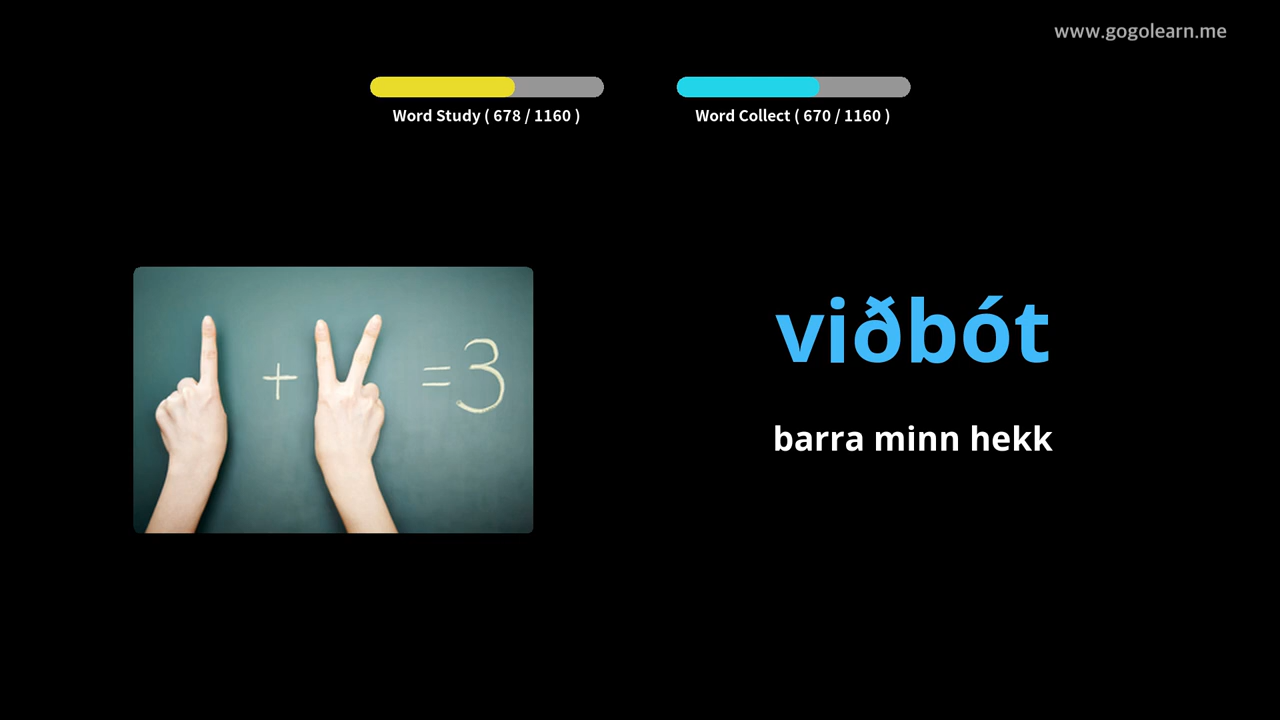 www.gogolearn.me
Word Study ( 678 / 1160 )
Word Collect ( 670 / 1160 )
+ =3
viðbót
barra minn hekk